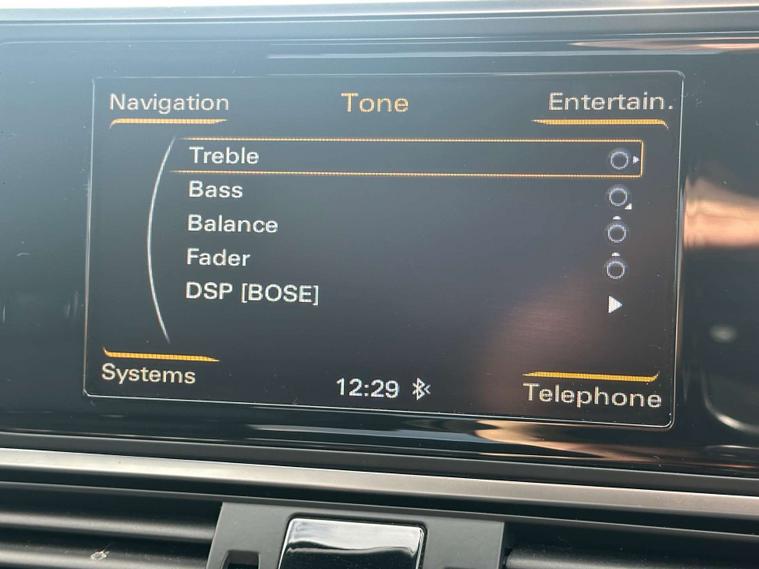 Navigation Tone Entertain.
Treble
Bass
Balance
Fader
DSP [BOSE]
Systems 12:29 Telephone